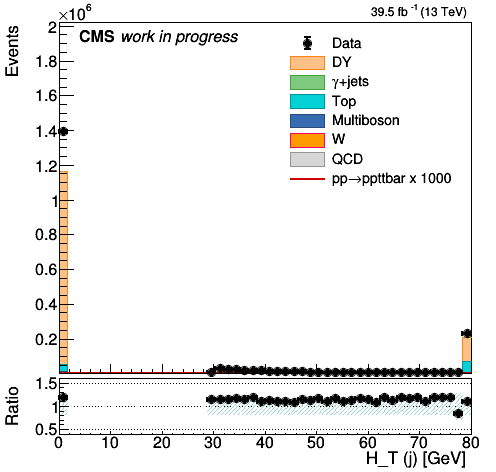 ×10^6
39.5 fb^-1 (13 TeV)
Events
CMS work in progress
Data
DY
γ+jets
Top
Multiboson
W
QCD
pp→ppttbar x 1000
2
1.8
1.6
1.4
1.2
1
0.8
0.6
0.4
0.2
Ratio
1.5
1
0.5
0 10 20 30 40 50 60 70 80
H_T (j) [GeV]